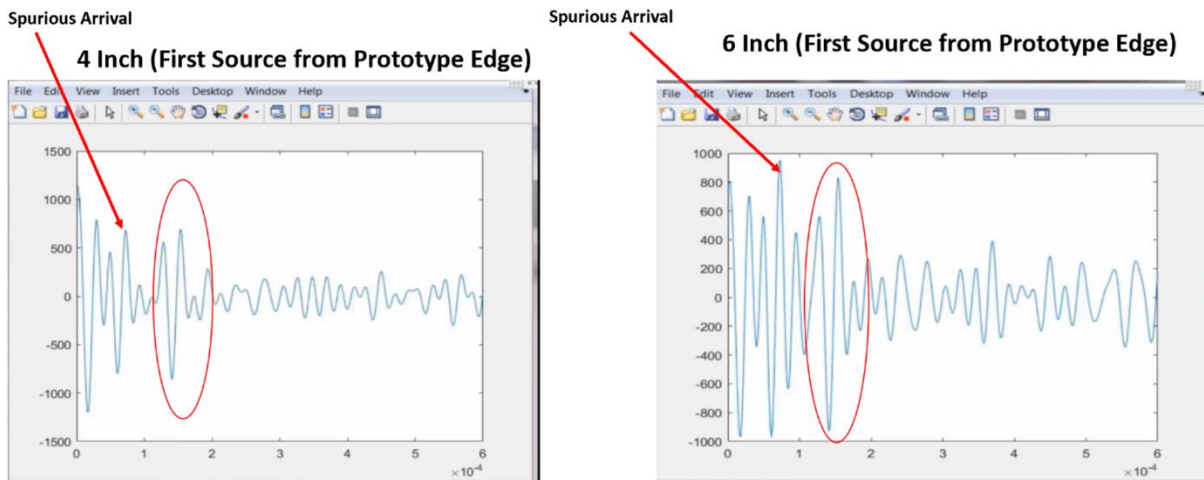 Spurious Arrival
4 Inch (First Source from Prototype Edge)
File Edit View Insert Tools Desktop Window Help
1500
1000
500
0
-500
-1000
-1500
0 1 2 3 4 5 6
×10-4
Spurious Arrival
6 Inch (First Source from Prototype Edge)
File Edit View Insert Tools Desktop Window Help
1000
800
600
400
200
0
-200
-400
-600
-800
-1000
0 1 2 3 4 5 6
×10-4